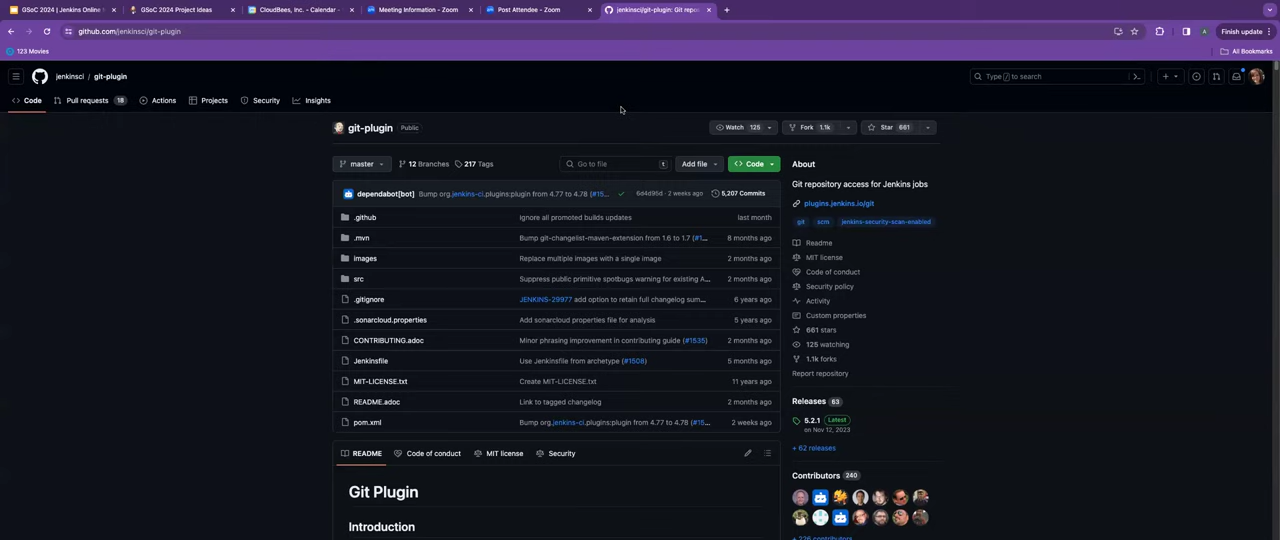 GSoC 2024 | Jenkins Online
GSoC 2024 Project Ideas
CloudBees, Inc. - Calendar -
Meeting Information - Zoom
Post Attendee - Zoom
jenkinsci/git-plugin: Git repo
github.com/jenkinsci/git-plugin
Finish update
123 Movies
All Bookmarks
jenkinsci / git-plugin
Type / to search
Code
Pull requests 18
Actions
Projects
Security
Insights
git-plugin Public
Watch 125
Fork 1.1k
Star 661
master
12 Branches
217 Tags
Go to file t
Add file
Code
dependabot[bot] Bump org.jenkins-ci.plugins:plugin from 4.77 to 4.78 (#15... 6d4d95d · 2 weeks ago 5,207 Commits
.github Ignore all promoted builds updates last month
.mvn Bump git-changelist-maven-extension from 1.6 to 1.7 (#1... 8 months ago
images Replace multiple images with a single image 2 months ago
src Suppress public primitive spotbugs warning for existing A... 2 months ago
.gitignore JENKINS-29977 add option to retain full changelog sum... 6 years ago
.sonarcloud.properties Add sonarcloud properties file for analysis 5 years ago
CONTRIBUTING.adoc Minor phrasing improvement in contributing guide (#1535) 2 months ago
Jenkinsfile Use Jenkinsfile from archetype (#1508) 5 months ago
MIT-LICENSE.txt Create MIT-LICENSE.txt 11 years ago
README.adoc Link to tagged changelog 2 months ago
pom.xml Bump org.jenkins-ci.plugins:plugin from 4.77 to 4.78 (#15... 2 weeks ago
README
Code of conduct
MIT license
Security
Git Plugin
Introduction
About
Git repository access for Jenkins jobs
plugins.jenkins.io/git
git scm jenkins-security-scan-enabled
Readme
MIT license
Code of conduct
Security policy
Activity
Custom properties
661 stars
125 watching
1.1k forks
Report repository
Releases 63
5.2.1 Latest
on Nov 12, 2023
+ 62 releases
Contributors 240
+ 226 contributors